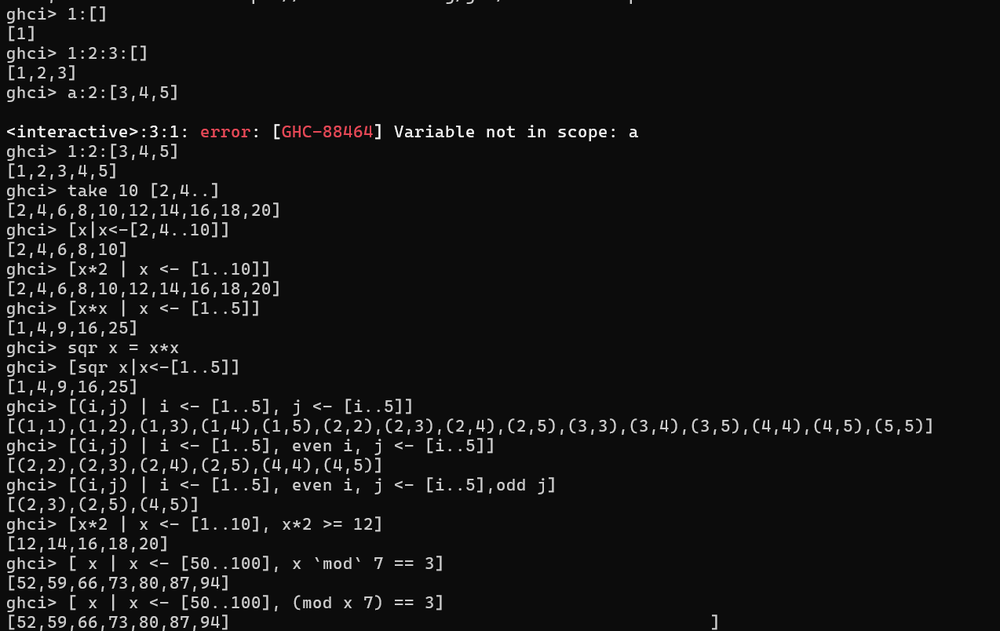 ghci> 1:[]
[1]
ghci> 1:2:3:[]
[1,2,3]
ghci> a:2:[3,4,5]
<interactive>:3:1: error: [GHC-88464] Variable not in scope: a
ghci> 1:2:[3,4,5]
[1,2,3,4,5]
ghci> take 10 [2,4..]
[2,4,6,8,10,12,14,16,18,20]
ghci> [x|x<-[2,4..10]]
[2,4,6,8,10]
ghci> [x*2 | x <- [1..10]]
[2,4,6,8,10,12,14,16,18,20]
ghci> [x*x | x <- [1..5]]
[1,4,9,16,25]
ghci> sqr x = x*x
ghci> [sqr x|x<-[1..5]]
[1,4,9,16,25]
ghci> [(i,j) | i <- [1..5], j <- [i..5]]
[(1,1),(1,2),(1,3),(1,4),(1,5),(2,2),(2,3),(2,4),(2,5),(3,3),(3,4),(3,5),(4,4),(4,5),(5,5)]
ghci> [(i,j) | i <- [1..5], even i, j <- [i..5]]
[(2,2),(2,3),(2,4),(2,5),(4,4),(4,5)]
ghci> [(i,j) | i <- [1..5], even i, j <- [i..5],odd j]
[(2,3),(2,5),(4,5)]
ghci> [x*2 | x <- [1..10], x*2 >= 12]
[12,14,16,18,20]
ghci> [ x | x <- [50..100], x `mod` 7 == 3]
[52,59,66,73,80,87,94]
ghci> [ x | x <- [50..100], (mod x 7) == 3]
[52,59,66,73,80,87,94] ]